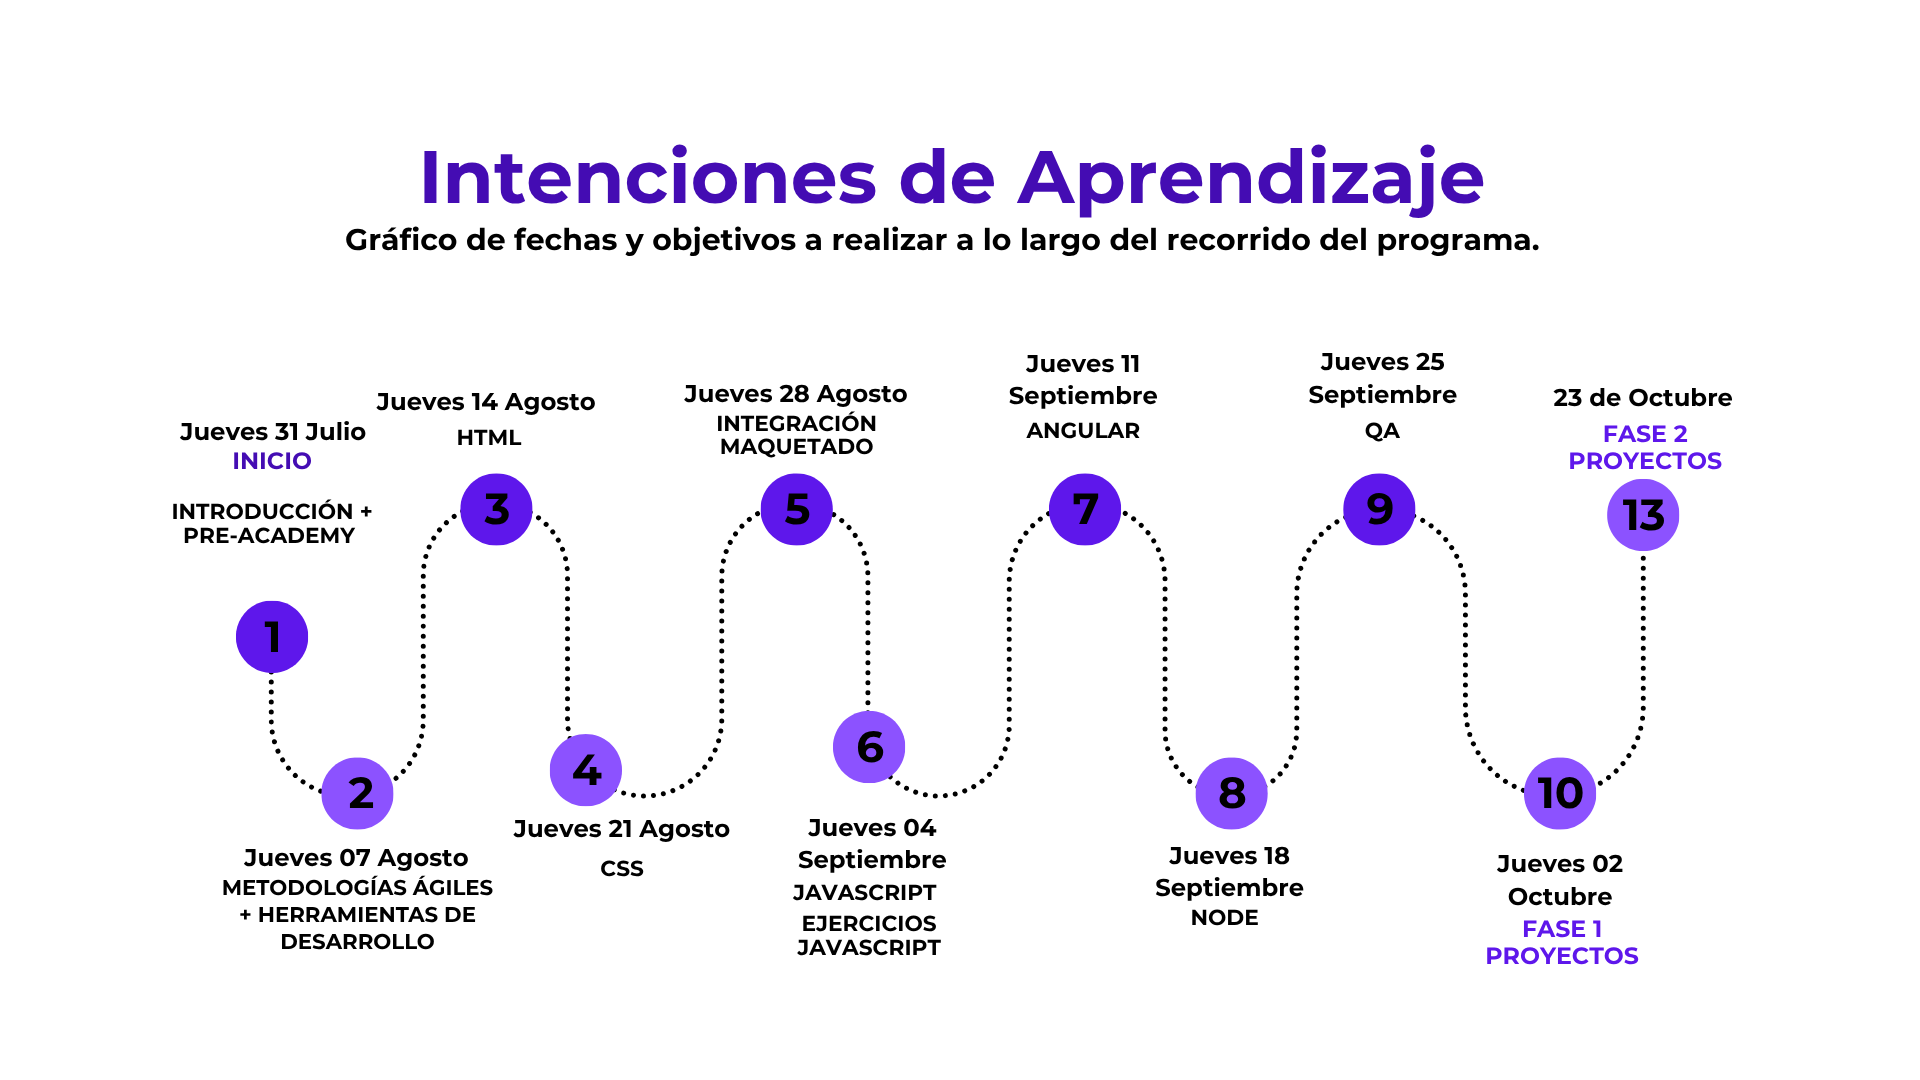 Intenciones de Aprendizaje
Gráfico de fechas y objetivos a realizar a lo largo del recorrido del programa.
Jueves 31 Julio
INICIO
INTRODUCCIÓN +
PRE-ACADEMY
1
2
Jueves 07 Agosto
METODOLOGÍAS ÁGILES
+ HERRAMIENTAS DE
DESARROLLO
Jueves 14 Agosto
HTML
3
4
Jueves 21 Agosto
CSS
Jueves 28 Agosto
INTEGRACIÓN
MAQUETADO
5
6
Jueves 04
Septiembre
JAVASCRIPT
EJERCICIOS
JAVASCRIPT
Jueves 11
Septiembre
ANGULAR
7
8
Jueves 18
Septiembre
NODE
Jueves 25
Septiembre
QA
9
10
Jueves 02
Octubre
FASE 1
PROYECTOS
23 de Octubre
FASE 2
PROYECTOS
13